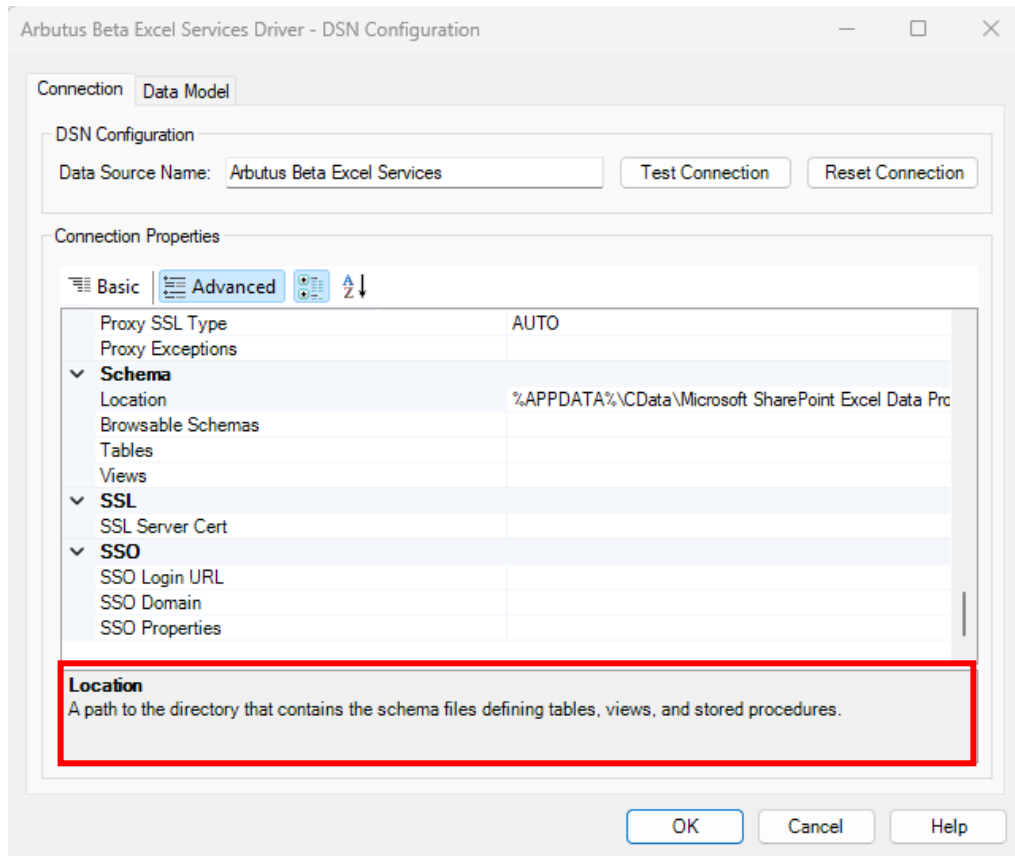 Arbutus Beta Excel Services Driver - DSN Configuration
Connection Data Model
DSN Configuration
Data Source Name: Arbutus Beta Excel Services Test Connection Reset Connection
Connection Properties
Basic Advanced
Proxy SSL Type AUTO
Proxy Exceptions
Schema
Location %APPDATA%\CData\Microsoft SharePoint Excel Data Pro
Browsable Schemas
Tables
Views
SSL
SSL Server Cert
SSO
SSO Login URL
SSO Domain
SSO Properties
Location
A path to the directory that contains the schema files defining tables, views, and stored procedures.
OK Cancel Help